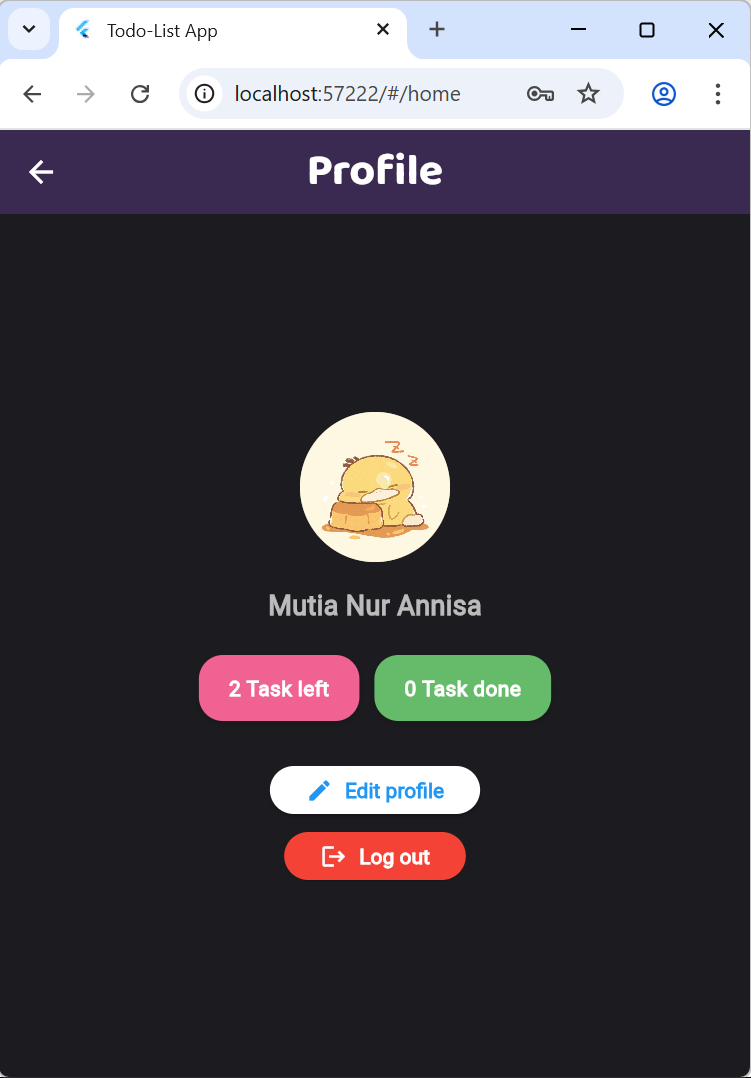 Todo-List App
localhost:57222/#/home
Profile
z z
Mutia Nur Annisa
2 Task left
0 Task done
Edit profile
Log out